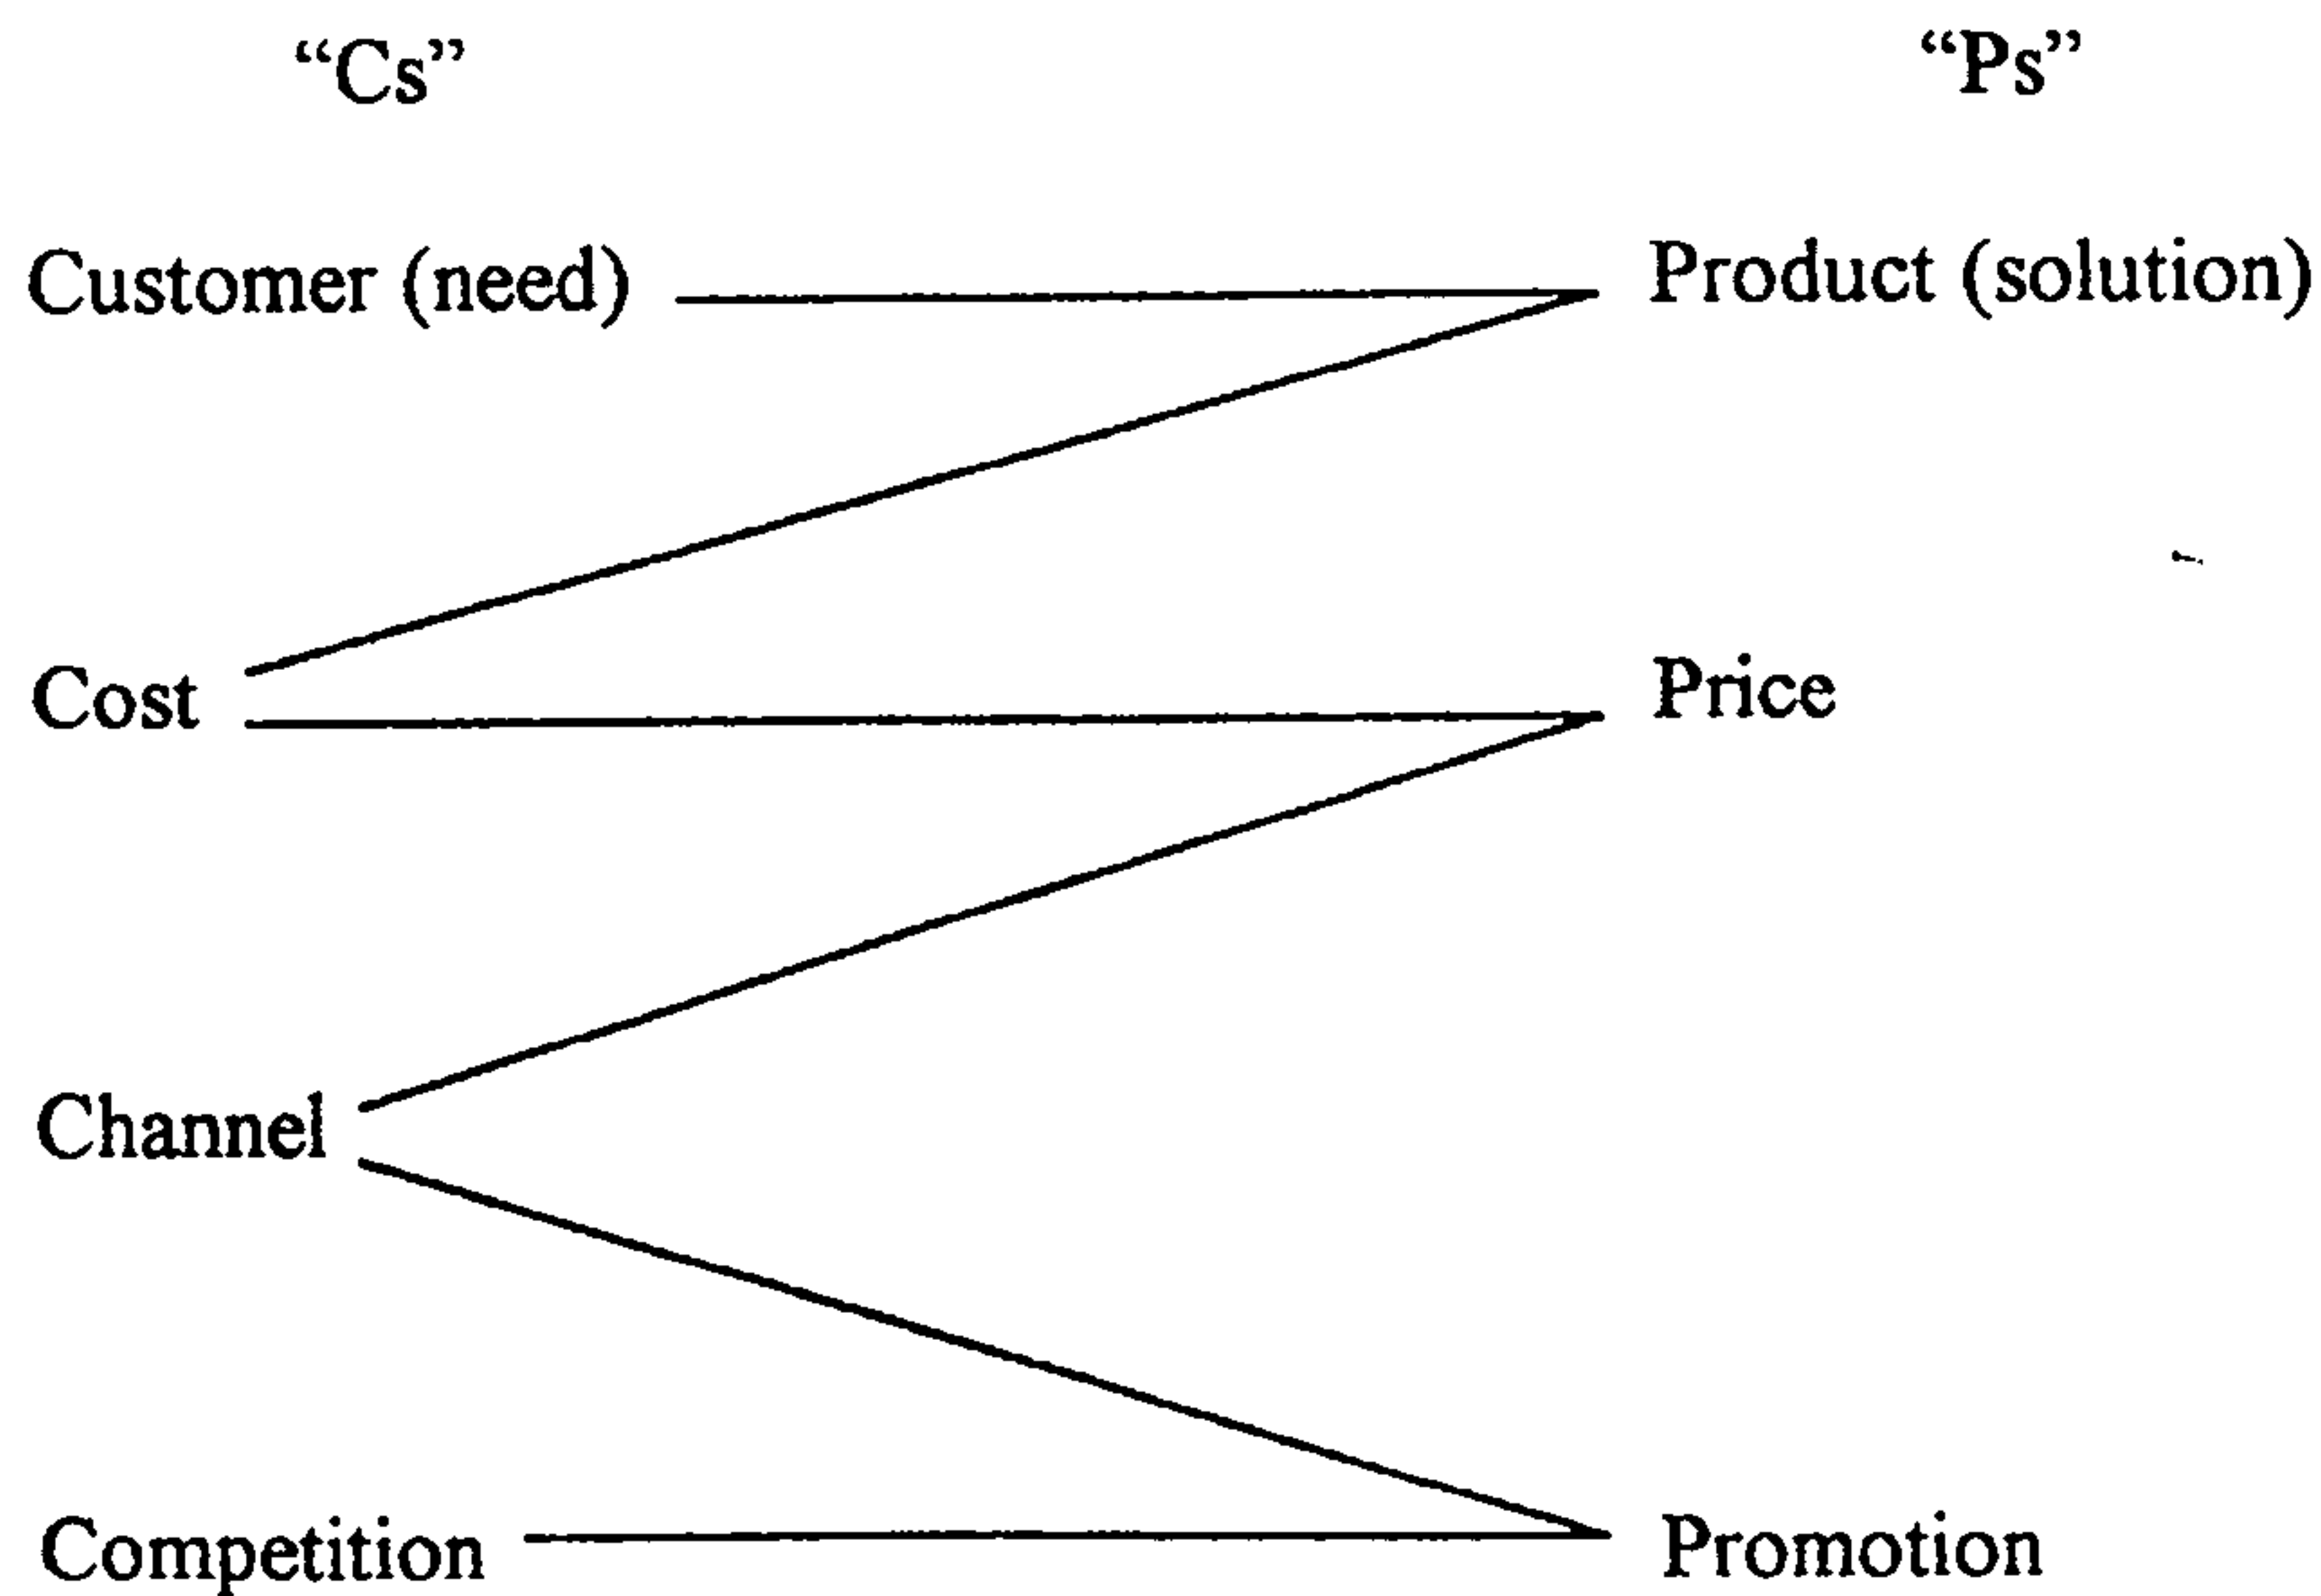 “Cs” “Ps”
Customer (need) Product (solution)
Cost Price
Channel
Competition Promotion